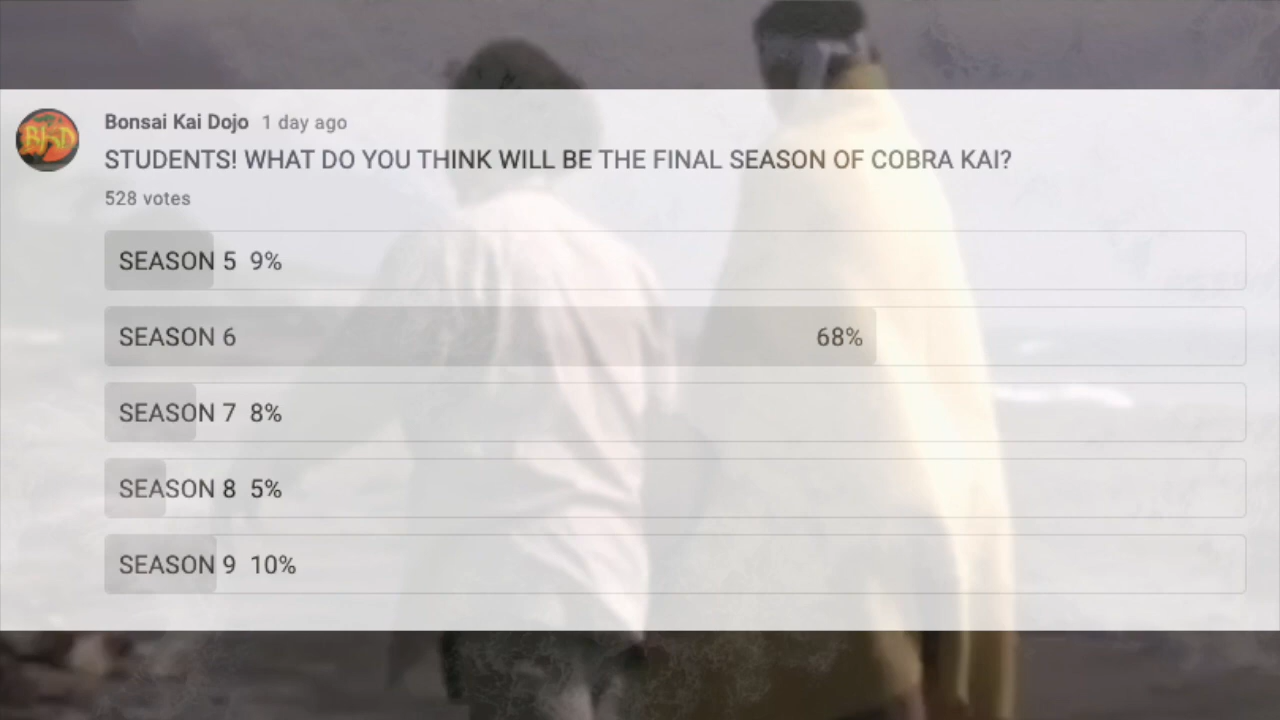 BKD
Bonsai Kai Dojo 1 day ago
STUDENTS! WHAT DO YOU THINK WILL BE THE FINAL SEASON OF COBRA KAI?
528 votes
SEASON 5 9%
SEASON 6 68%
SEASON 7 8%
SEASON 8 5%
SEASON 9 10%